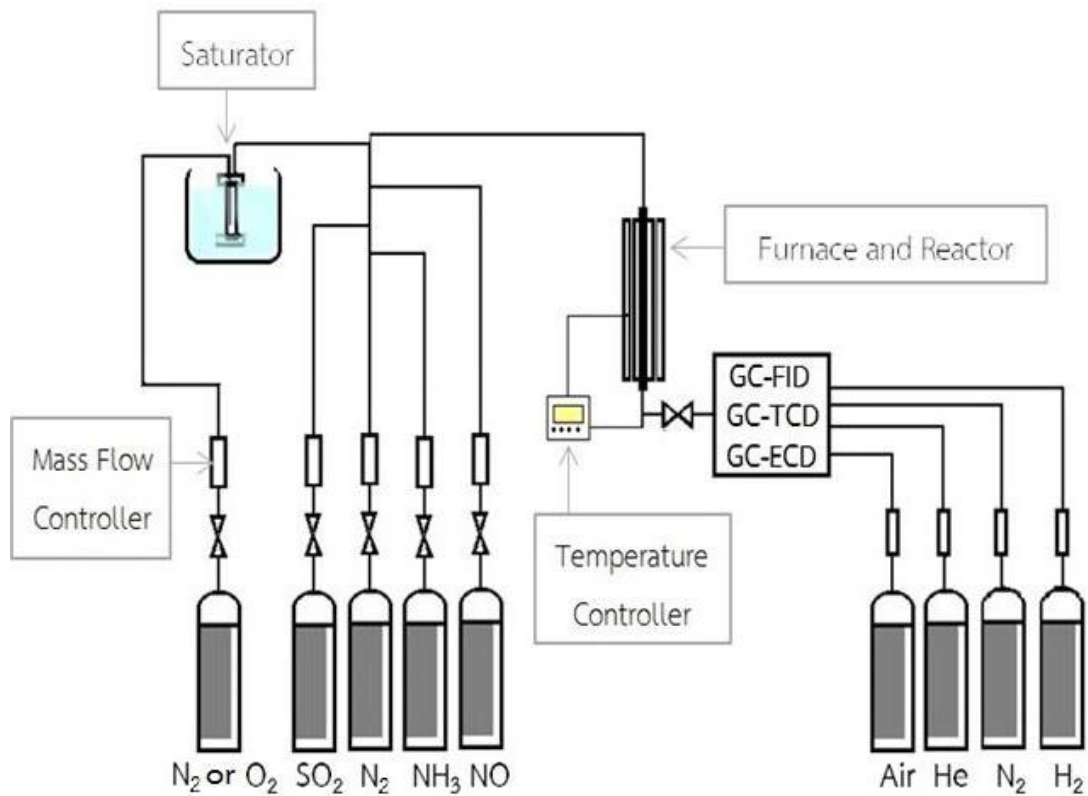 Saturator
Furnace and Reactor
GC-FID
GC-TCD
GC-ECD
Mass Flow
Controller
Temperature
Controller
N₂ or O₂ SO₂ N₂ NH₃ NO
Air He N₂ H₂